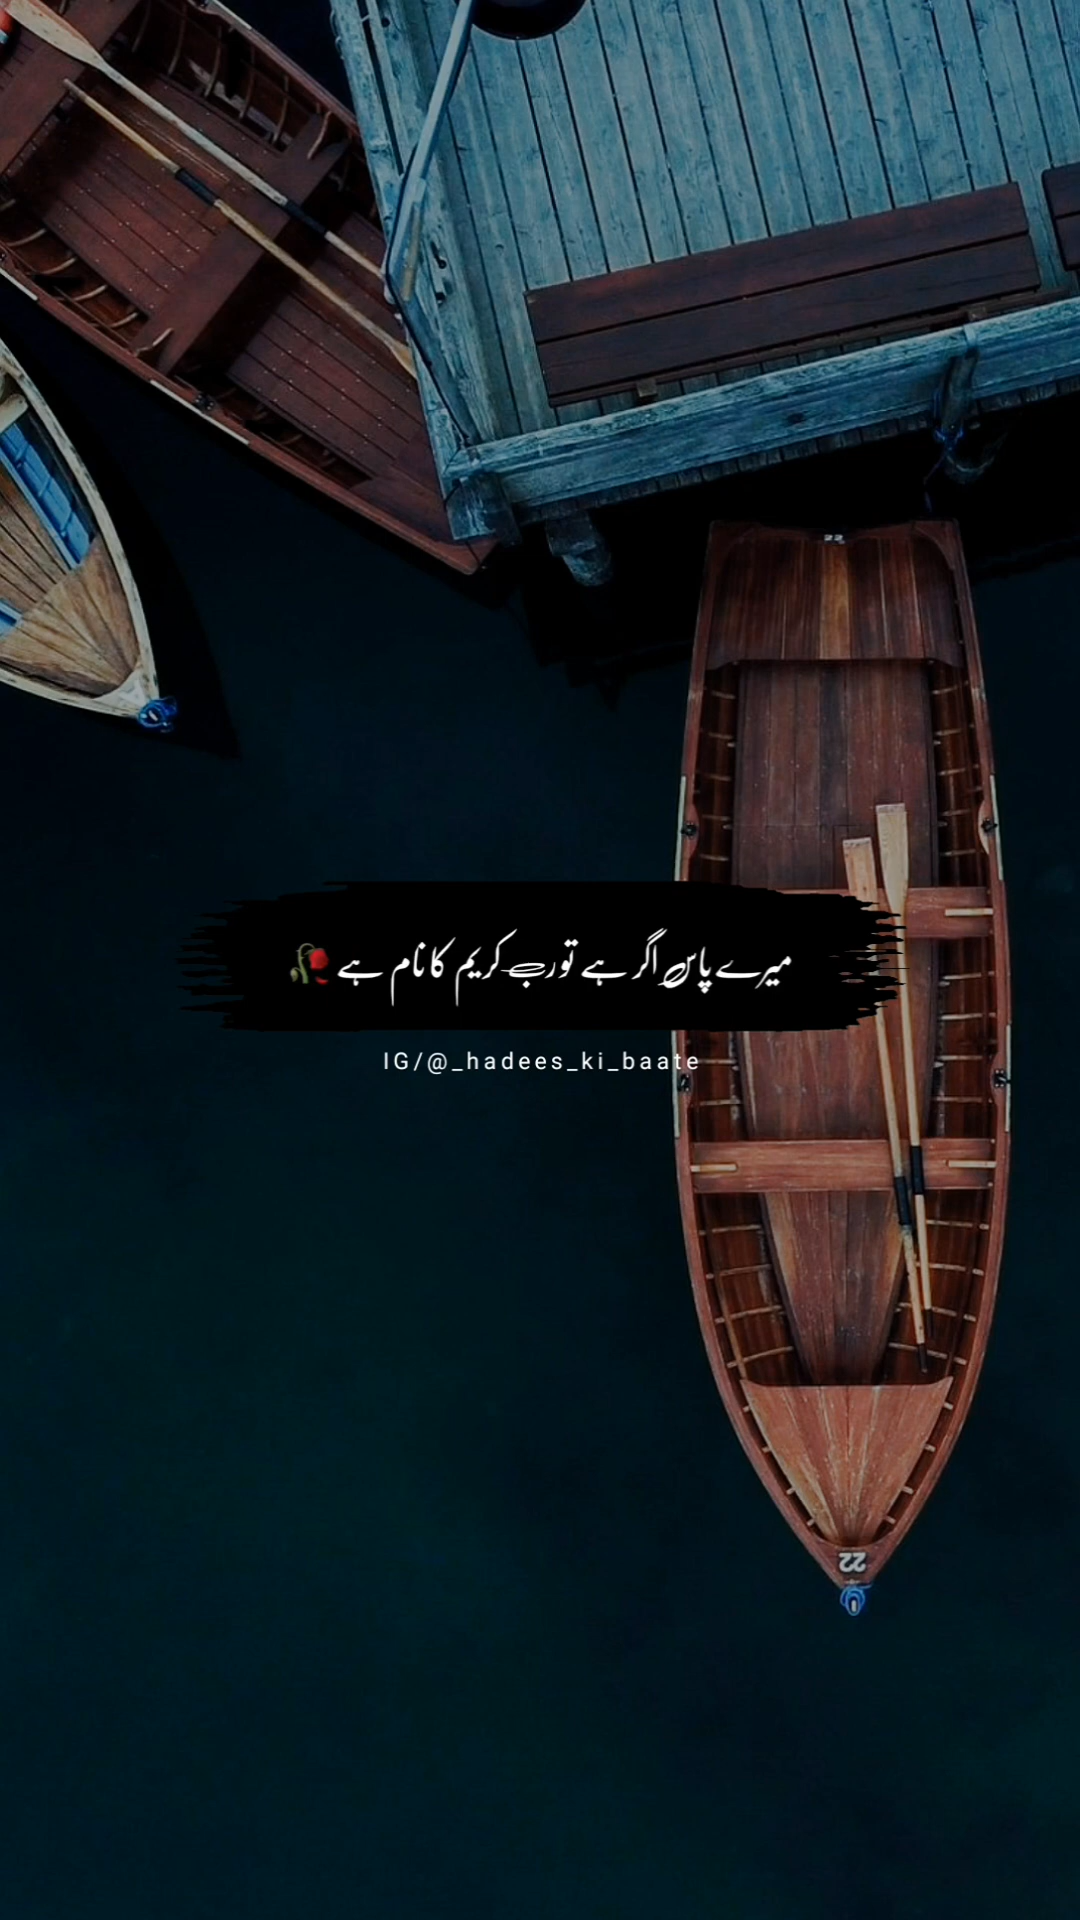 22
میرے پاس اگر ہے تو رب کریم کا نام ہے 🥀
IG/@_hadees_ki_baate
22